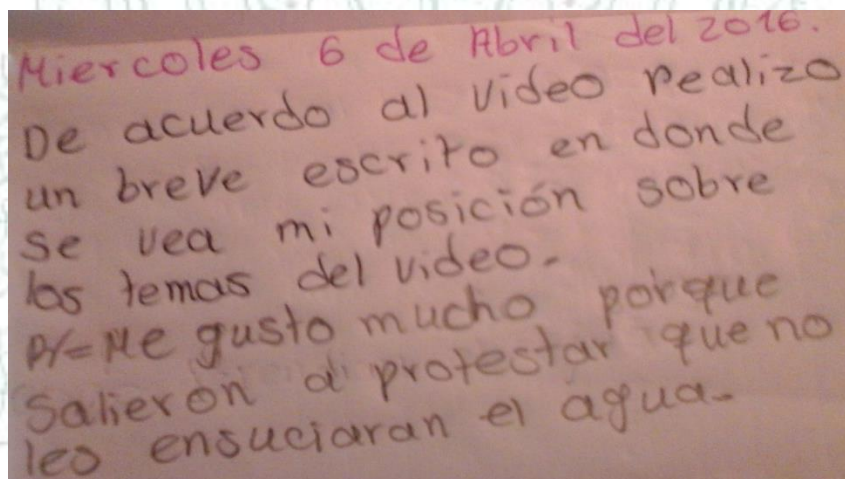 Miercoles 6 de Abril del 2016.
De acuerdo al video realizo
un breve escrito en donde
se vea mi posición sobre
los temas del video.
R/= Me gusto mucho porque
salieron a protestar que no
les ensuciaran el agua.